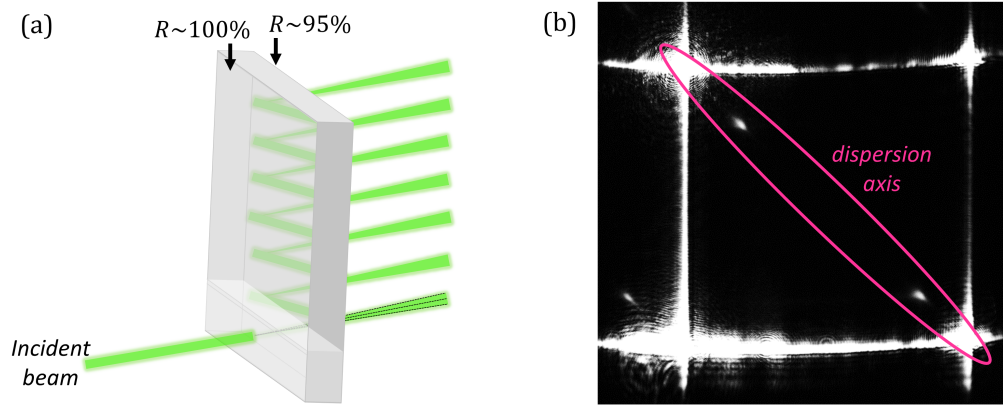 (a)
R~100%
R~95%
Incident
beam
(b)
dispersion
axis